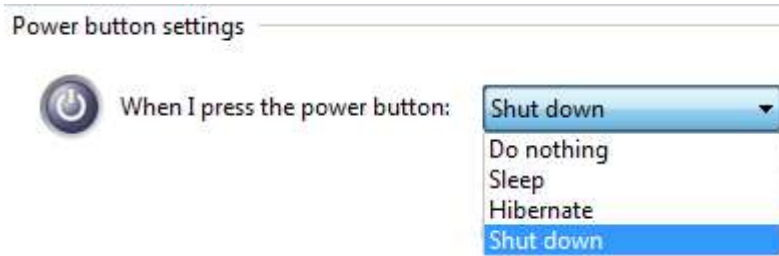 Power button settings
When I press the power button: Shut down
Do nothing
Sleep
Hibernate
Shut down